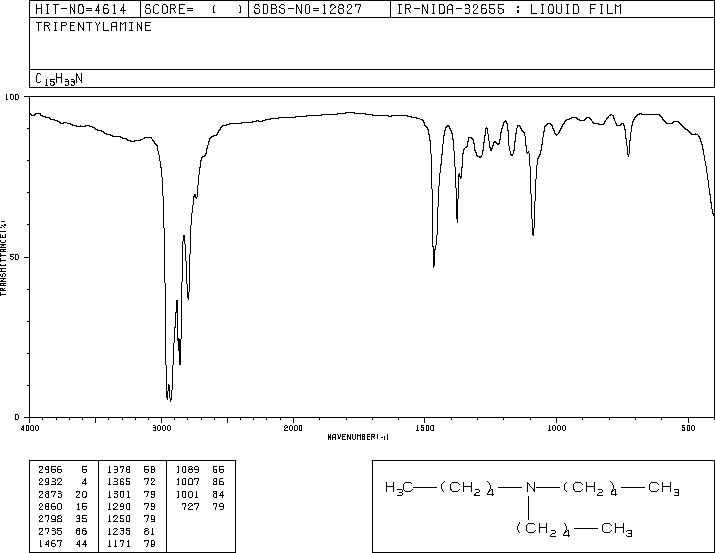 HIT-NO=4614 SCORE= ( ) SDBS-NO=12827 IR-NIDA-32655 : LIQUID FILM
TRIPENTYLAMINE
C15H33N
100
50
0
TRANSMITTANCE(%)
4000 3000 2000 1500 1000 500
WAVENUMBER(-1)
2956 5 1378 58 1089 55
2932 4 1365 72 1007 86
2873 20 1301 79 1001 84
2860 15 1290 79 727 79
2798 35 1250 79
2735 66 1235 81
1467 44 1171 79
H3C—(CH2)4—N—(CH2)4—CH3
(CH2)4—CH3